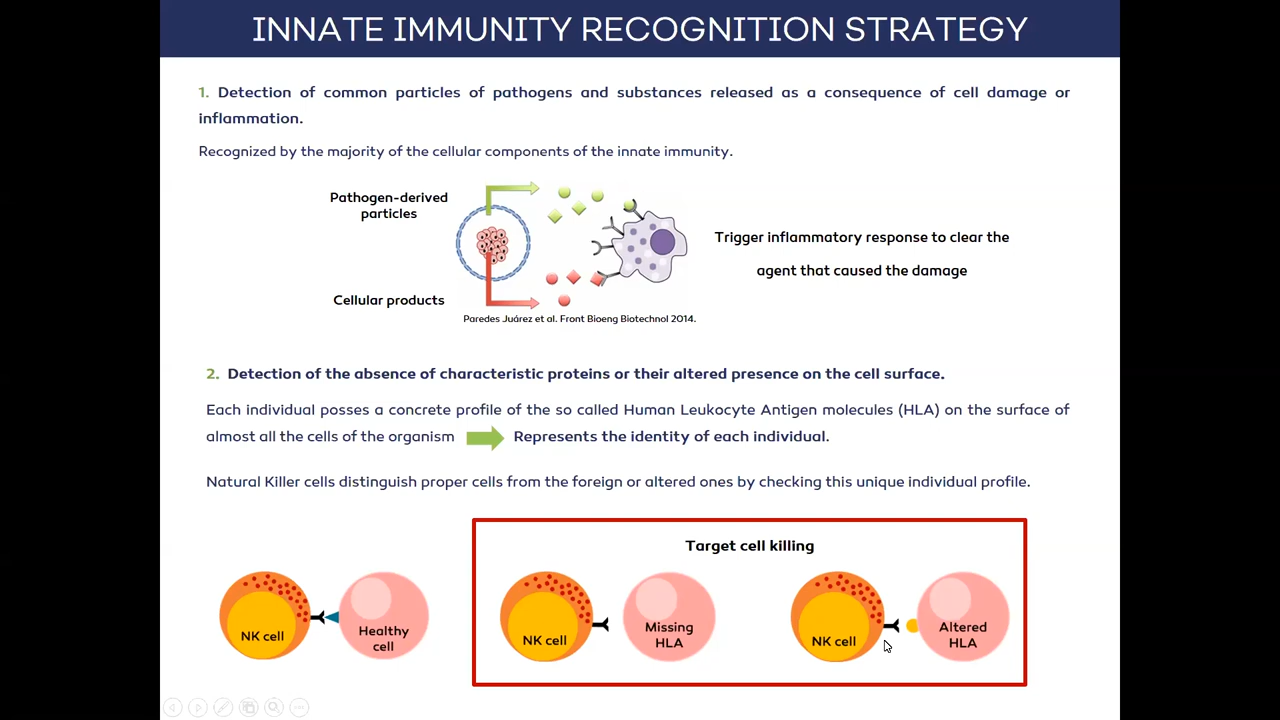 INNATE IMMUNITY RECOGNITION STRATEGY
1. Detection of common particles of pathogens and substances released as a consequence of cell damage or
inflammation.
Recognized by the majority of the cellular components of the innate immunity.
Pathogen-derived
particles
Trigger inflammatory response to clear the
agent that caused the damage
Cellular products
Paredes Juárez et al. Front Bioeng Biotechnol 2014.
2. Detection of the absence of characteristic proteins or their altered presence on the cell surface.
Each individual posses a concrete profile of the so called Human Leukocyte Antigen molecules (HLA) on the surface of
almost all the cells of the organism
Represents the identity of each individual.
Natural Killer cells distinguish proper cells from the foreign or altered ones by checking this unique individual profile.
Target cell killing
NK cell
Healthy
cell
NK cell
Missing
HLA
NK cell
Altered
HLA